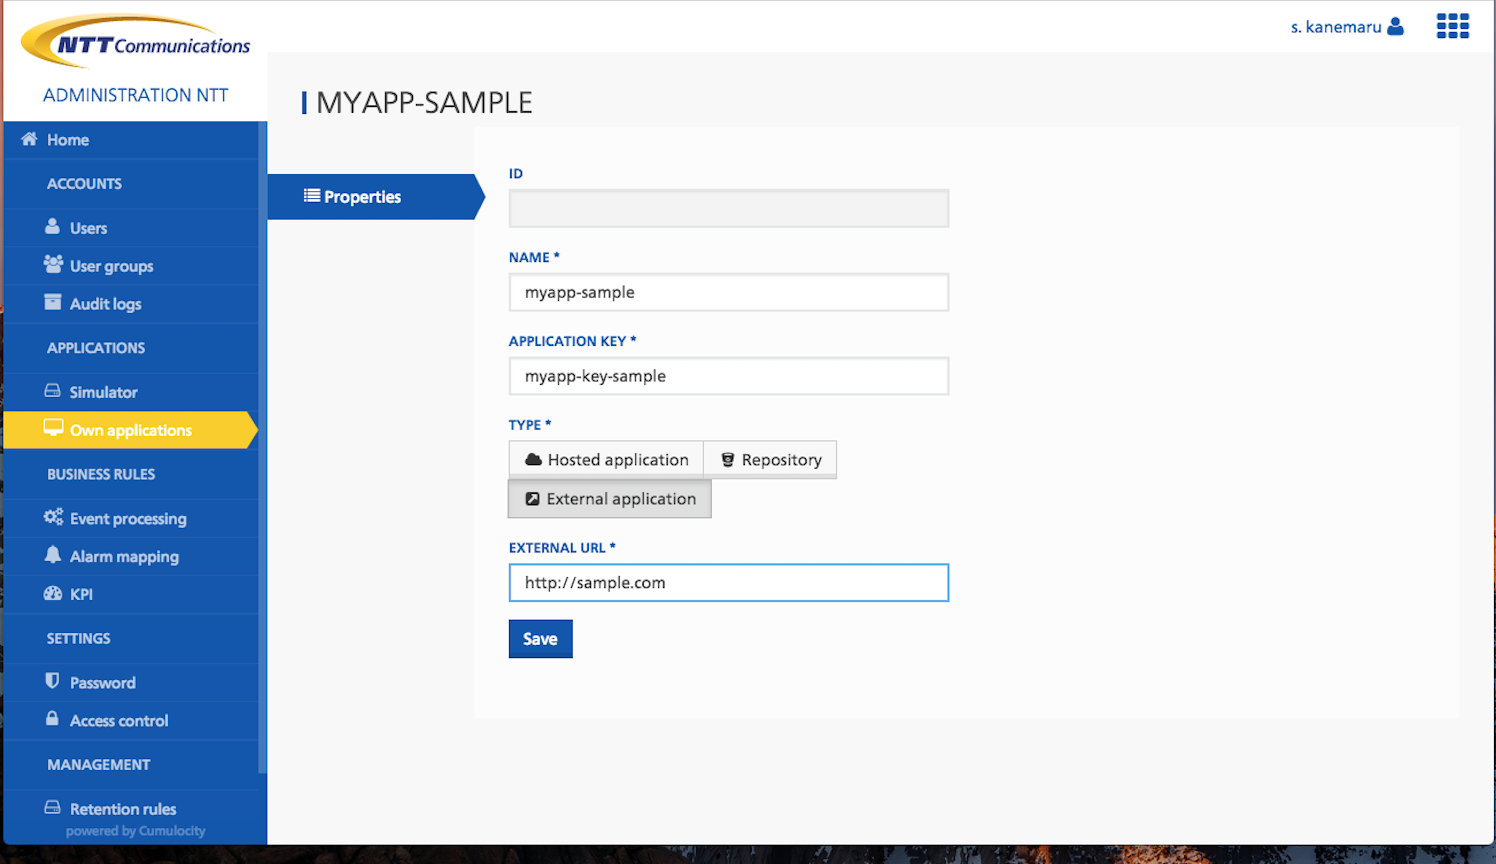 NTT Communications
s. kanemaru
ADMINISTRATION NTT
MYAPP-SAMPLE
Home
ACCOUNTS
Users
User groups
Audit logs
APPLICATIONS
Simulator
Own applications
BUSINESS RULES
Event processing
Alarm mapping
KPI
SETTINGS
Password
Access control
MANAGEMENT
Retention rules
powered by Cumulocity
Properties
ID
NAME *
myapp-sample
APPLICATION KEY *
myapp-key-sample
TYPE *
Hosted application Repository
External application
EXTERNAL URL *
http://sample.com
Save